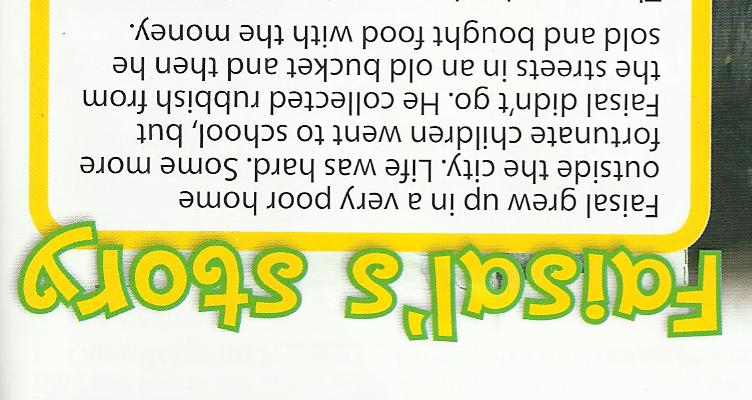 Faisal's story
Faisal grew up in a very poor home
outside the city. Life was hard. Some more
fortunate children went to school, but
Faisal didn't go. He collected rubbish from
the streets in an old bucket and then he
sold and bought food with the money.